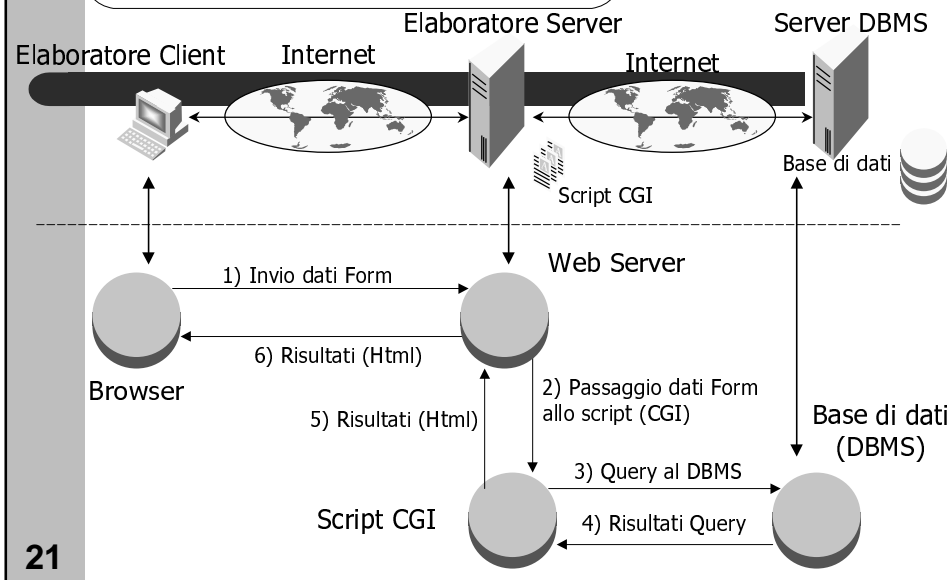 Elaboratore Server
Server DBMS
Elaboratore Client
Internet
Internet
Base di dati
Script CGI
Web Server
1) Invio dati Form
6) Risultati (Html)
Browser
2) Passaggio dati Form
allo script (CGI)
5) Risultati (Html)
Base di dati
(DBMS)
3) Query al DBMS
Script CGI
4) Risultati Query
21